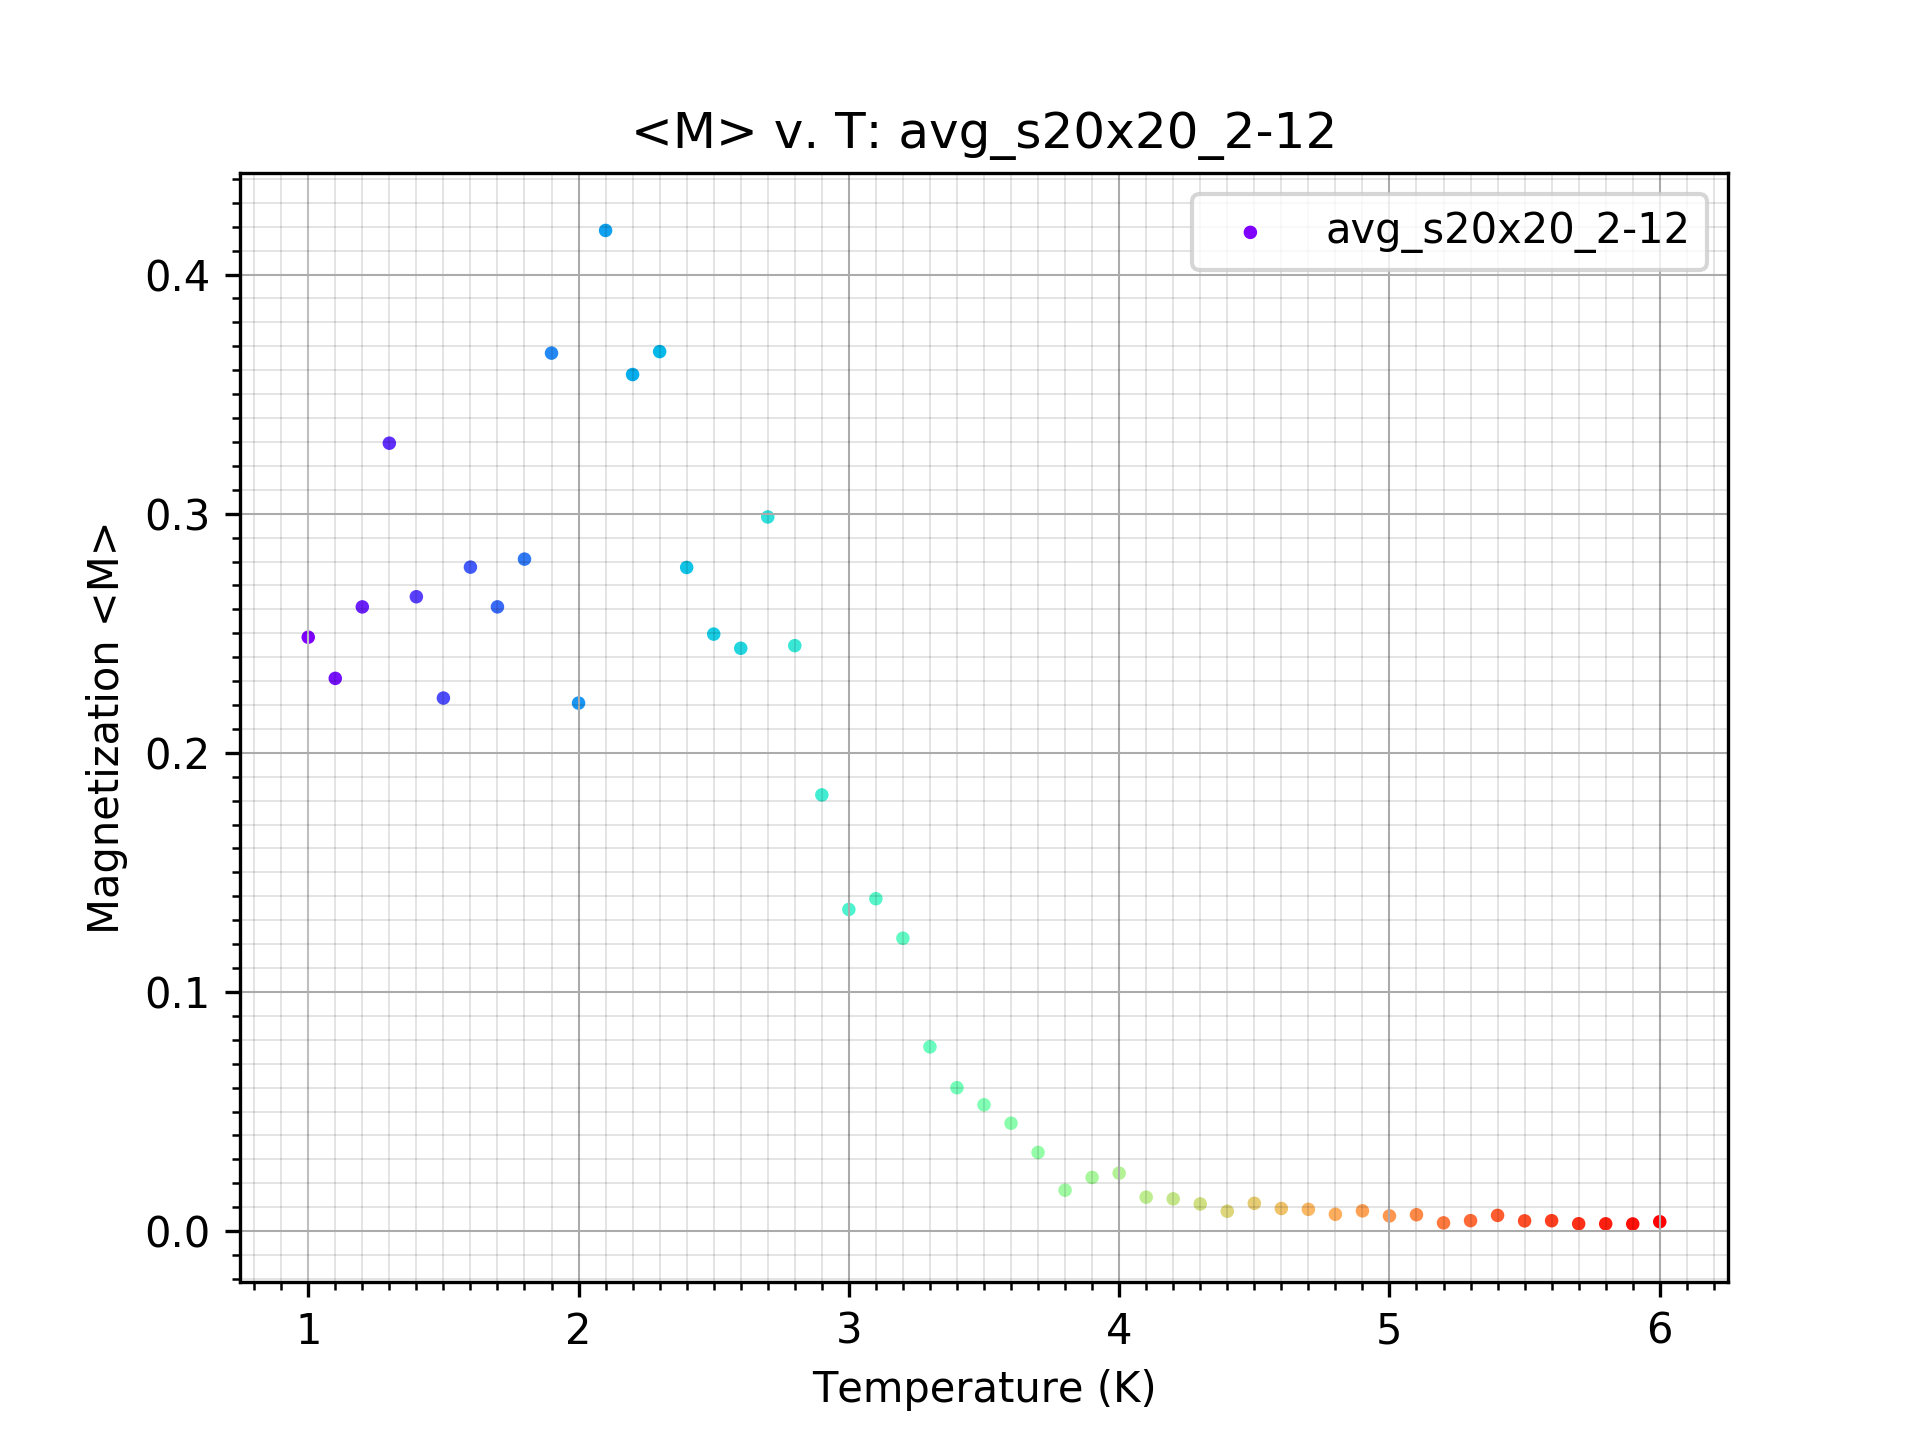 <M> v. T: avg_s20x20_2-12
avg_s20x20_2-12
Magnetization <M>
0.4
0.3
0.2
0.1
0.0
1 2 3 4 5 6
Temperature (K)